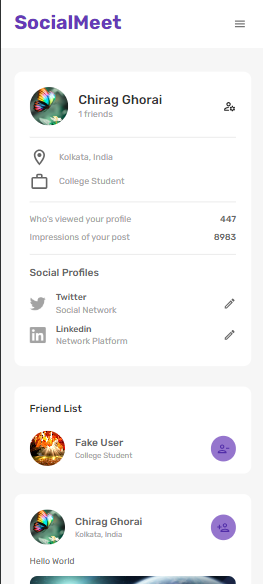 SocialMeet
Chirag Ghorai
1 friends
Kolkata, India
College Student
Who's viewed your profile 447
Impressions of your post 8983
Social Profiles
Twitter
Social Network
Linkedin
Network Platform
Friend List
Fake User
College Student
Chirag Ghorai
Kolkata, India
Hello World